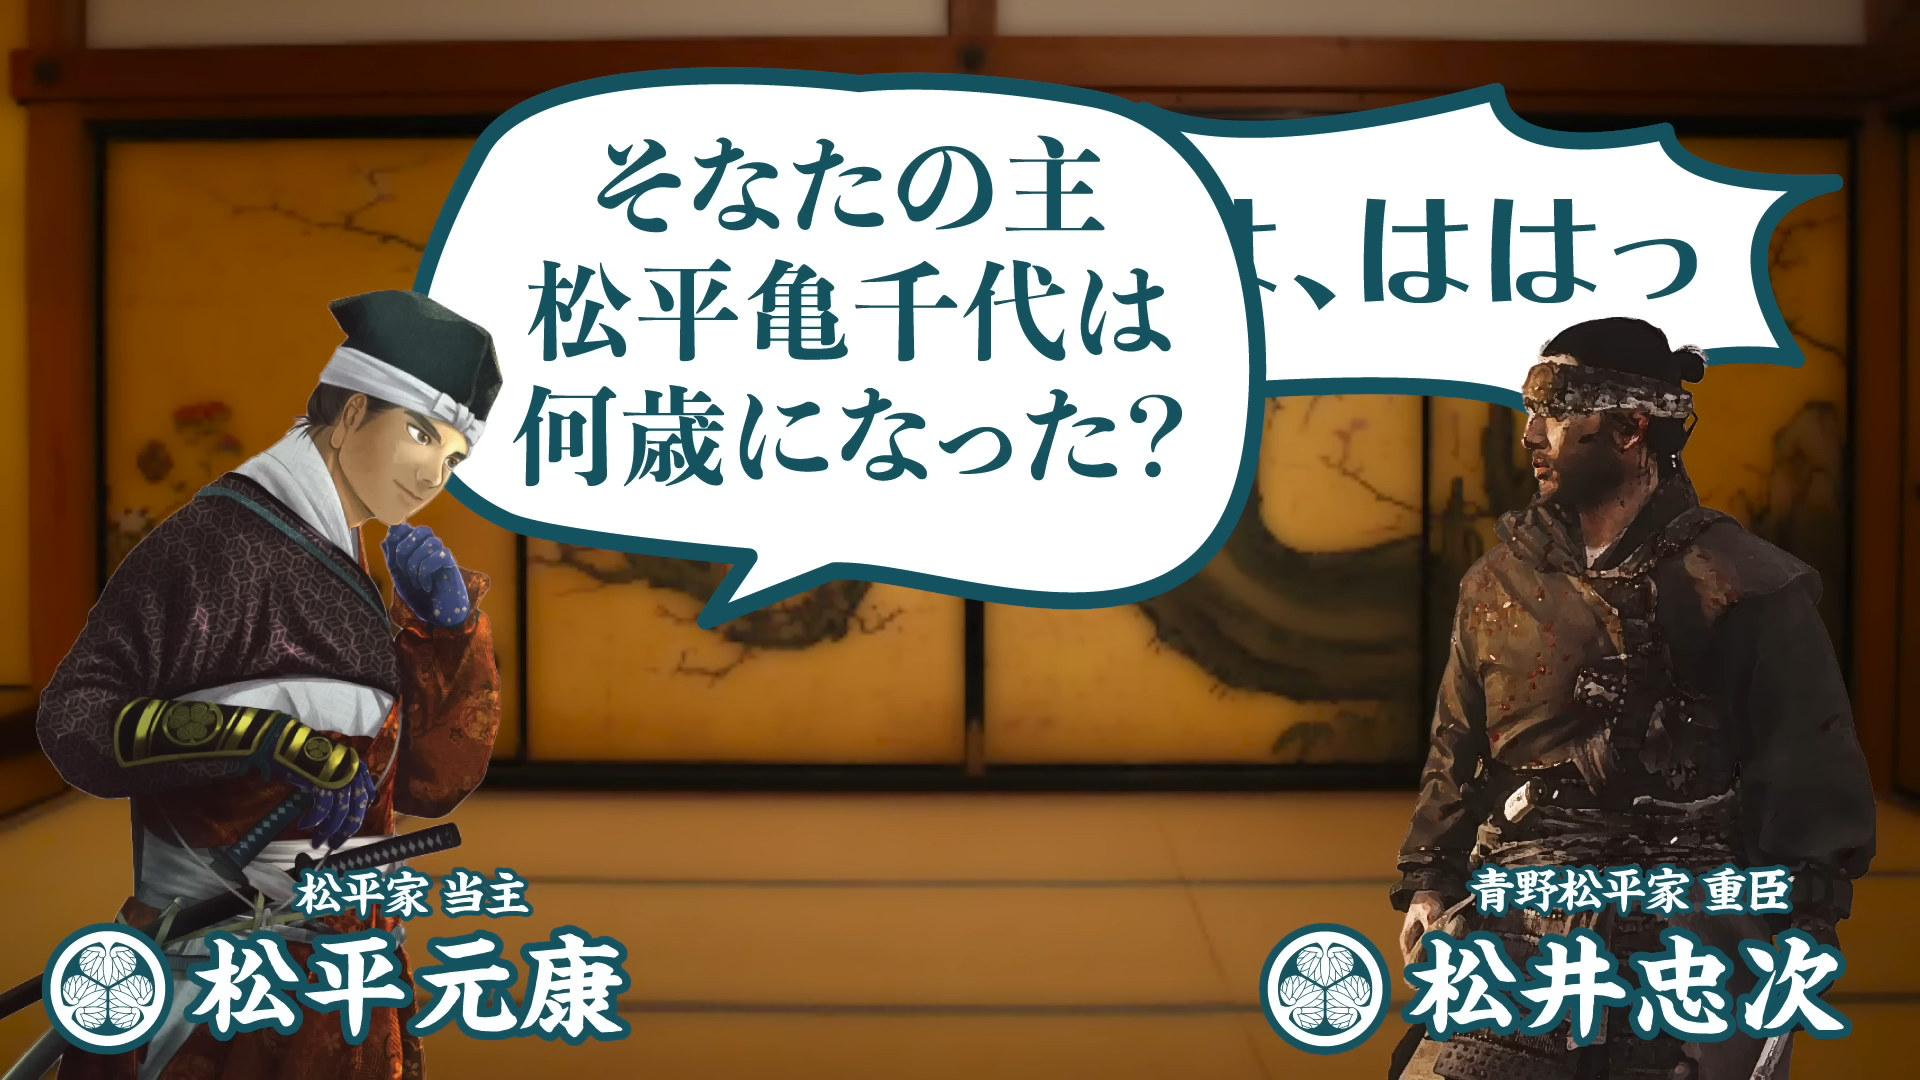 そなたの主
松平亀千代は
何歳になった?
、ははっ
松平家 当主
松平元康
青野松平家 重臣
松井忠次